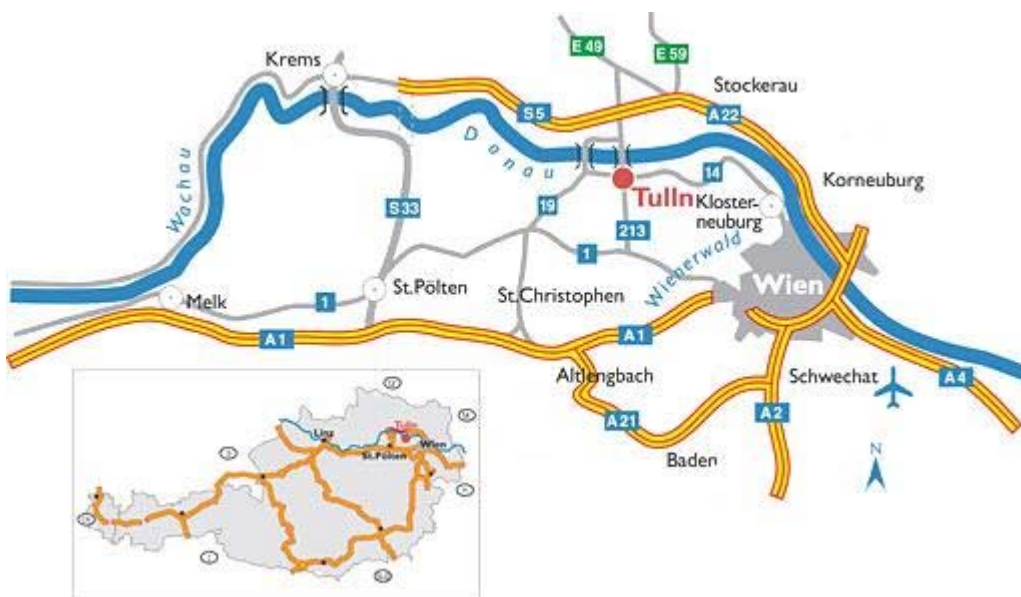 E 49
E 59
Krems
Stockerau
S5
A22
Donau
Wachau
Korneuburg
14
Tulln
Kloster-
neuburg
19
S33
213
Wienerwald
1
Wien
St.Pölten
St.Christophen
Melk
1
A1
A1
Altlengbach
Schwechat
A4
A21
A2
Baden
N
Tulln
Linz
Wien
St.Pölten